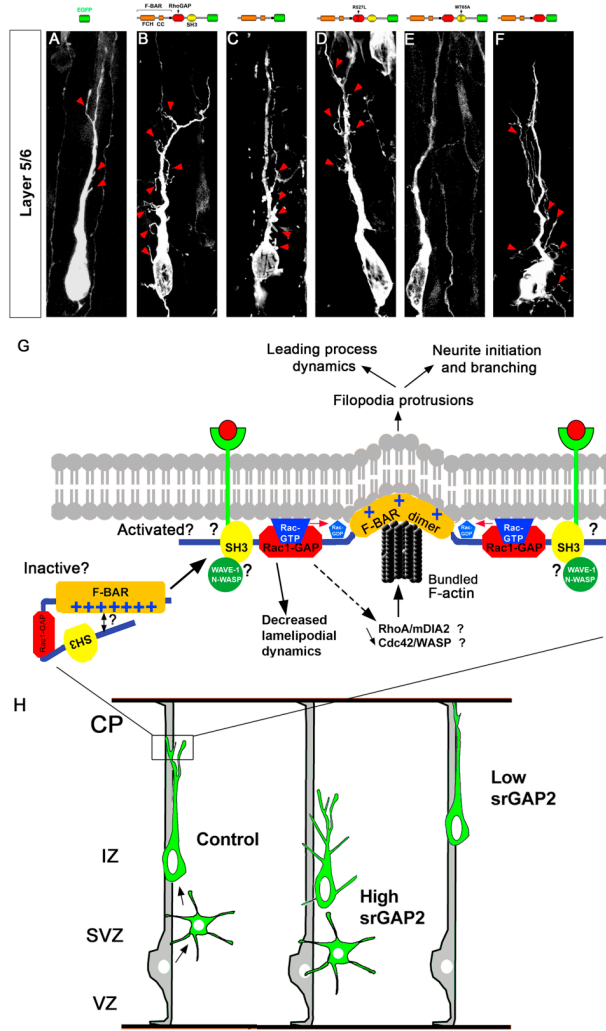 EGFP
F-BAR
RhoGAP
FCH
CC
SH3
R527L
W765A
A
B
C
D
E
F
Layer 5/6
G
Leading process
dynamics
Neurite initiation
and branching
Filopodia protrusions
Activated?
?
SH3
WAVE-1
N-WASP
?
Rac-
GTP
Rac1-GAP
Rac-
GDP
F-BAR dimer
+ + +
Rac-
GDP
Rac-
GTP
Rac1-GAP
?
SH3
WAVE-1
N-WASP
?
Bundled
F-actin
Inactive?
F-BAR
+++++++
?
Rac1-GAP
SH3
Decreased
lamelipodial
dynamics
RhoA/mDIA2 ?
Cdc42/WASP ?
H
CP
IZ
SVZ
VZ
Control
High
srGAP2
Low
srGAP2